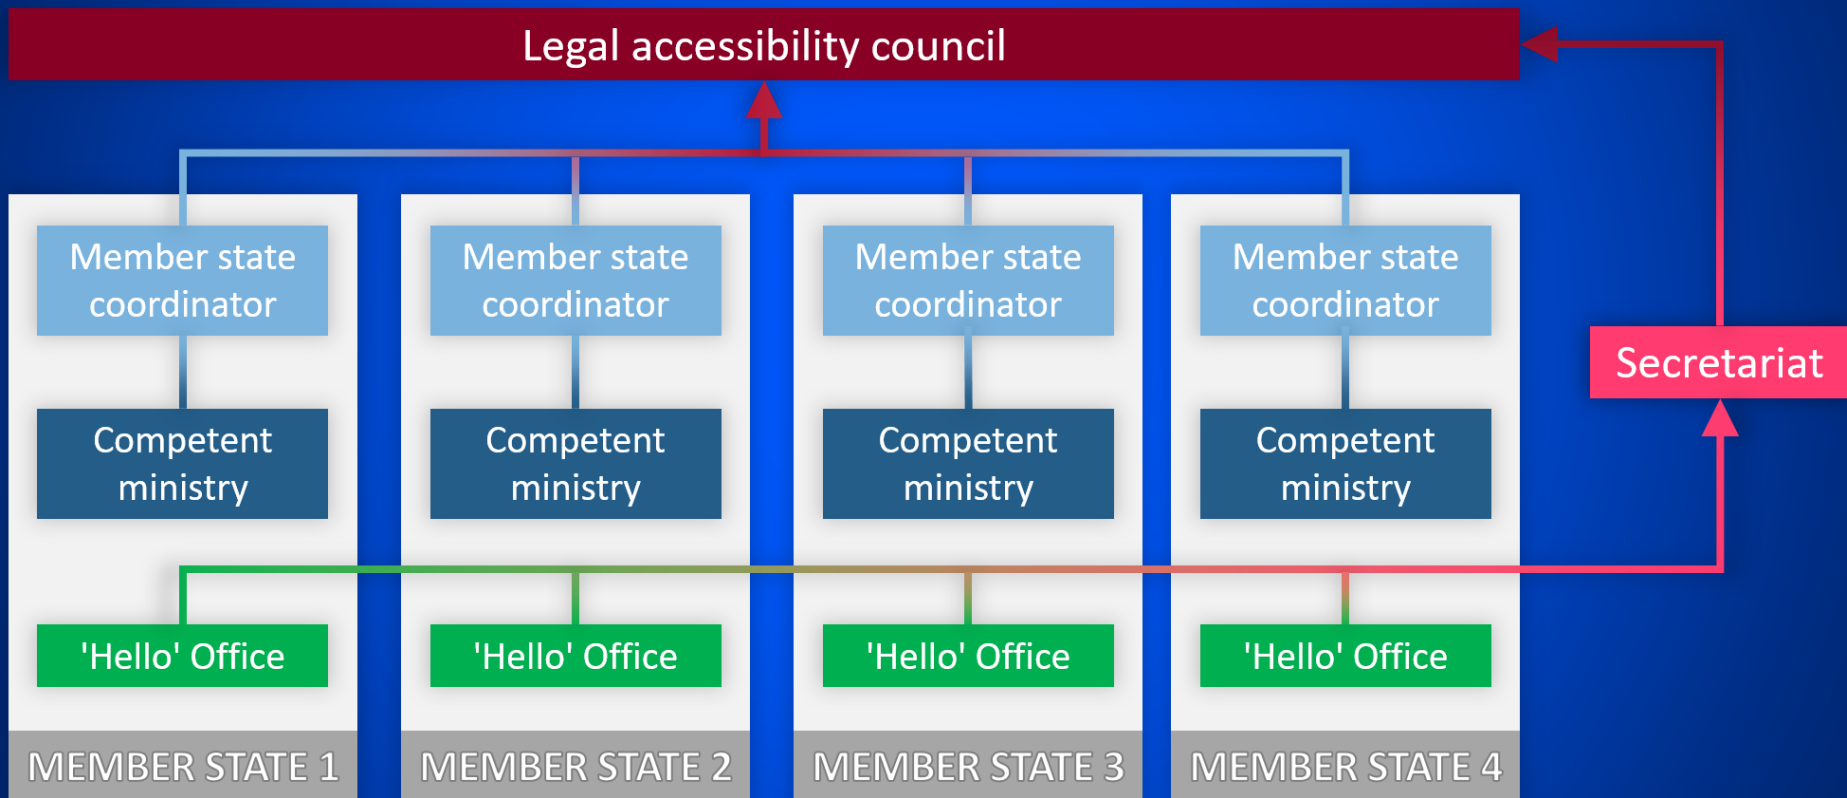 Legal accessibility council
Member state
coordinator
Member state
coordinator
Member state
coordinator
Member state
coordinator
Secretariat
Competent
ministry
Competent
ministry
Competent
ministry
Competent
ministry
'Hello' Office
'Hello' Office
'Hello' Office
'Hello' Office
MEMBER STATE 1
MEMBER STATE 2
MEMBER STATE 3
MEMBER STATE 4